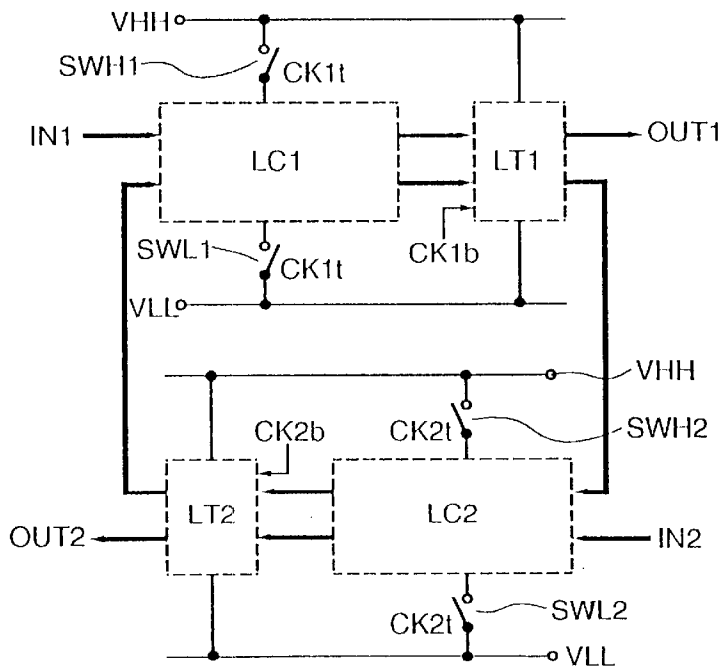 VHH
SWH1
CK1t
IN1
LC1
LT1
OUT1
SWL1
CK1t
CK1b
VLL
VHH
CK2b
CK2t
SWH2
LT2
LC2
OUT2
IN2
CK2t
SWL2
VLL